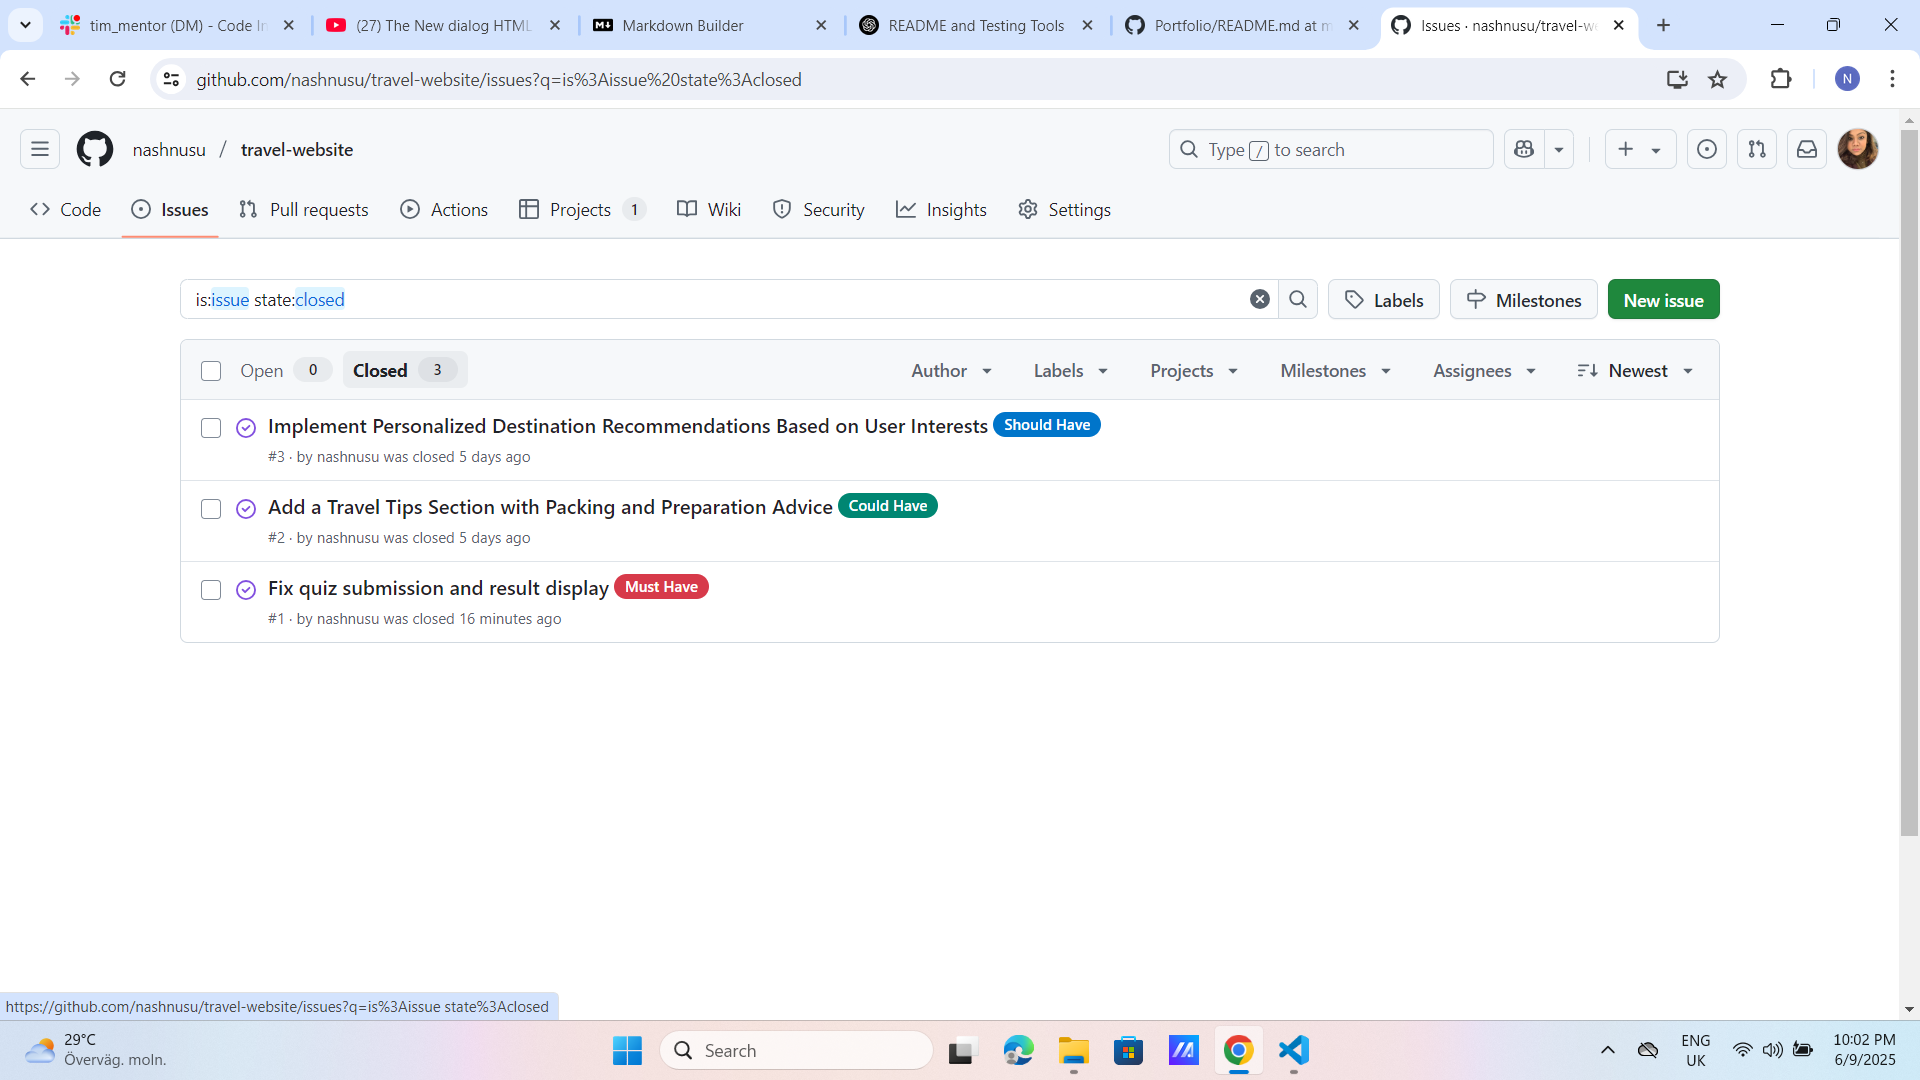 tim_mentor (DM) - Code In
(27) The New dialog HTML
Markdown Builder
README and Testing Tools
Portfolio/README.md at m
Issues · nashnusu/travel-we
github.com/nashnusu/travel-website/issues?q=is%3Aissue%20state%3Aclosed
N
nashnusu / travel-website
Type / to search
Code
Issues
Pull requests
Actions
Projects 1
Wiki
Security
Insights
Settings
is:issue state:closed
Labels
Milestones
New issue
Open 0
Closed 3
Author
Labels
Projects
Milestones
Assignees
Newest
Implement Personalized Destination Recommendations Based on User Interests Should Have
#3 · by nashnusu was closed 5 days ago
Add a Travel Tips Section with Packing and Preparation Advice Could Have
#2 · by nashnusu was closed 5 days ago
Fix quiz submission and result display Must Have
#1 · by nashnusu was closed 16 minutes ago
https://github.com/nashnusu/travel-website/issues?q=is%3Aissue state%3Aclosed
29°C
Överväg. moln.
Search
ENG
UK
10:02 PM
6/9/2025